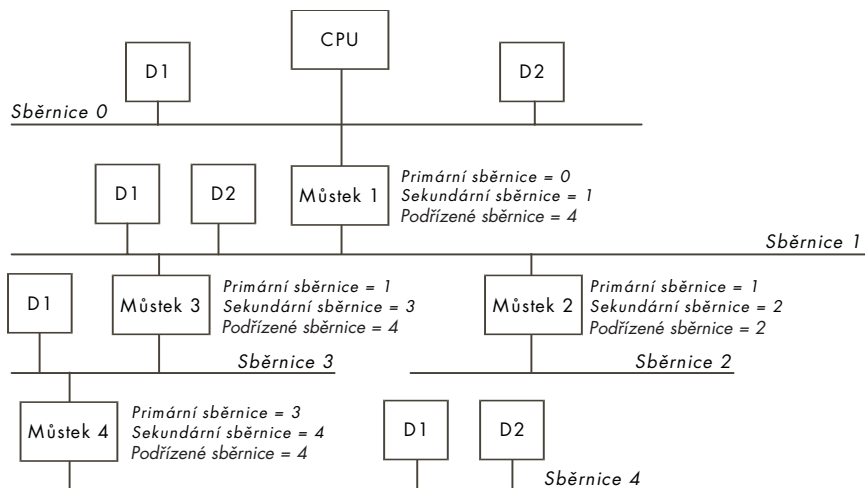 CPU
D1
D2
Sběrnice 0
D1
D2
Můstek 1
Primární sběrnice = 0
Sekundární sběrnice = 1
Podřízené sběrnice = 4
Sběrnice 1
D1
Můstek 3
Primární sběrnice = 1
Sekundární sběrnice = 3
Podřízené sběrnice = 4
Můstek 2
Primární sběrnice = 1
Sekundární sběrnice = 2
Podřízené sběrnice = 2
Sběrnice 3
Sběrnice 2
Můstek 4
Primární sběrnice = 3
Sekundární sběrnice = 4
Podřízené sběrnice = 4
D1
D2
Sběrnice 4